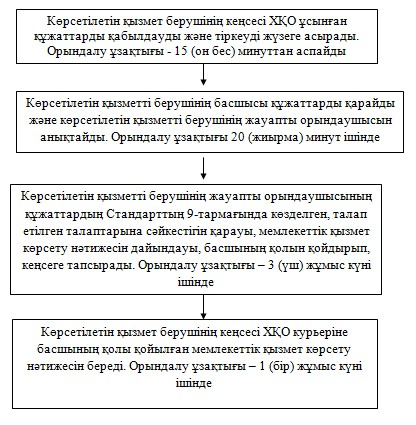 Көрсетілетін қызмет берушінің кеңсесі ХҚО ұсынған
құжаттарды қабылдауды және тіркеуді жүзеге асырады.
Орындалу ұзақтығы - 15 (он бес) минуттан аспайды
Көрсетілетін қызметті берушінің басшысы құжаттарды қарайды
және көрсетілетін қызметті берушінің жауапты орындаушысын
анықтайды. Орындалу ұзақтығы 20 (жиырма) минут ішінде
Көрсетілетін қызметті берушінің жауапты орындаушысының
құжаттардың Стандарттың 9-тармағында көзделген, талап
етілген талаптарына сәйкестігін қарауы, мемлекеттік қызмет
көрсету нәтижесін дайындауы, басшының қолын қойдырып,
кеңсеге тапсырады. Орындалу ұзақтығы – 3 (үш) жұмыс күні
ішінде
Көрсетілетін қызмет берушінің кеңсесі ХҚО курьеріне
басшының қолы қойылған мемлекеттік қызмет көрсету
нәтижесін береді. Орындалу ұзақтығы – 1 (бір) жұмыс күні
ішінде